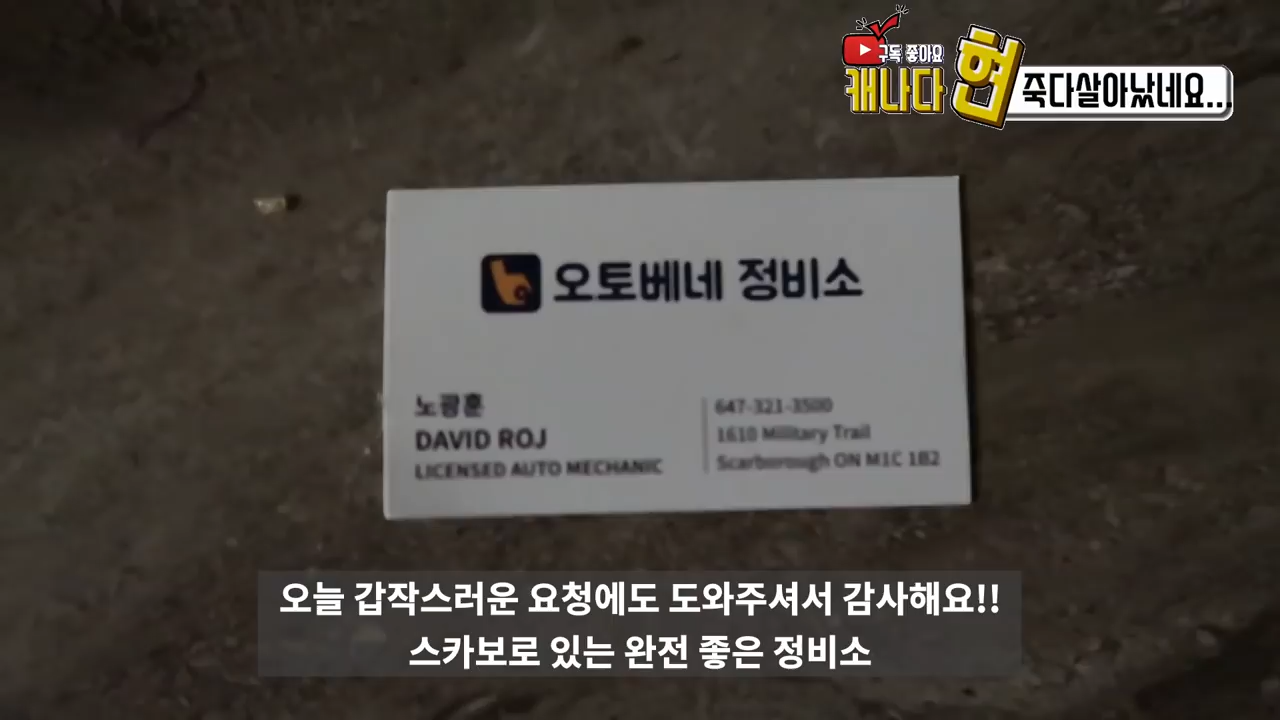 구독 좋아요
캐나다 현 죽다살아났네요...
오토베네 정비소
노광훈
DAVID ROJ
LICENSED AUTO MECHANIC
647-321-3500
1610 Military Trail
Scarborough ON M1C 1B2
오늘 갑작스러운 요청에도 도와주셔서 감사해요!!
스카보로 있는 완전 좋은 정비소